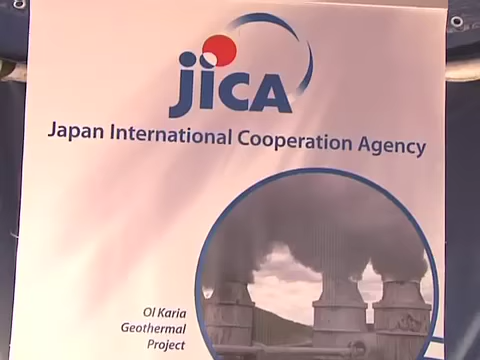 jICA
Japan International Cooperation Agency
Ol Karia
Geothermal
Project